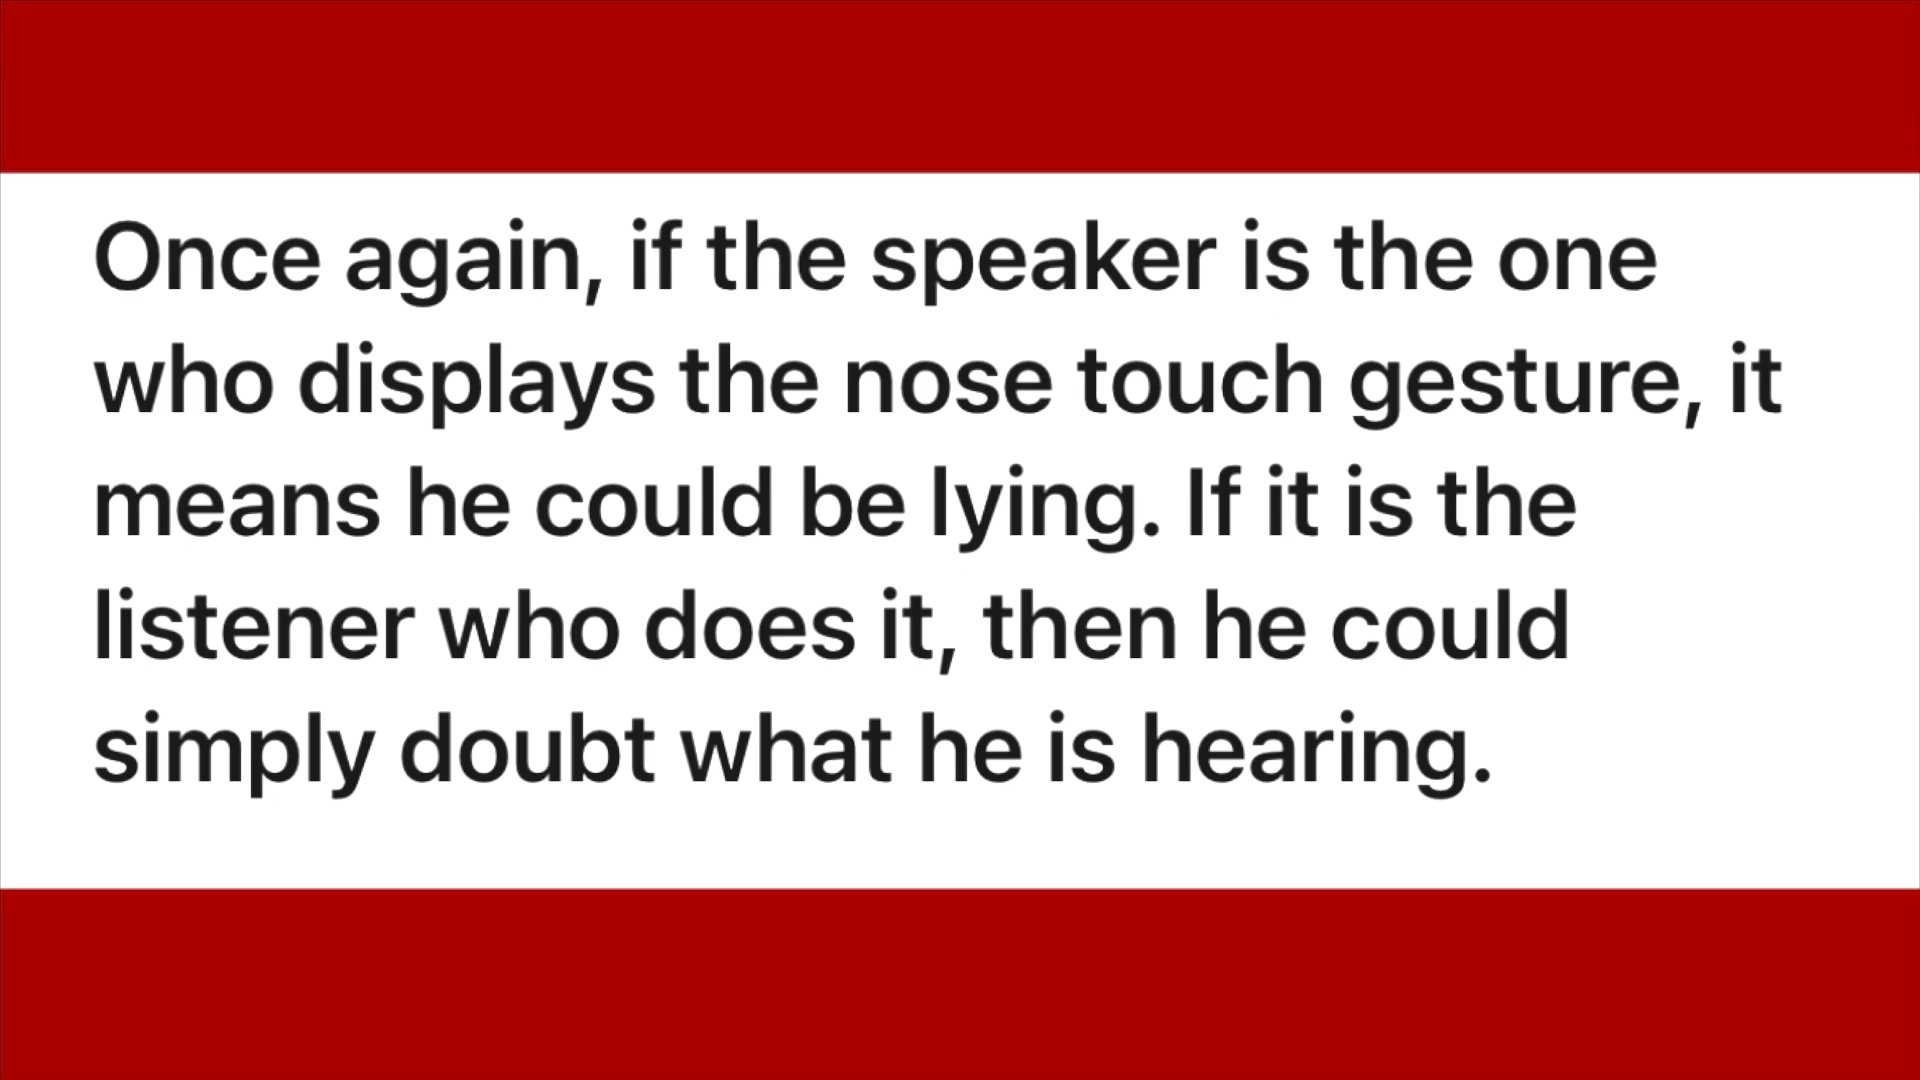 Once again, if the speaker is the one
who displays the nose touch gesture, it
means he could be lying. If it is the
listener who does it, then he could
simply doubt what he is hearing.